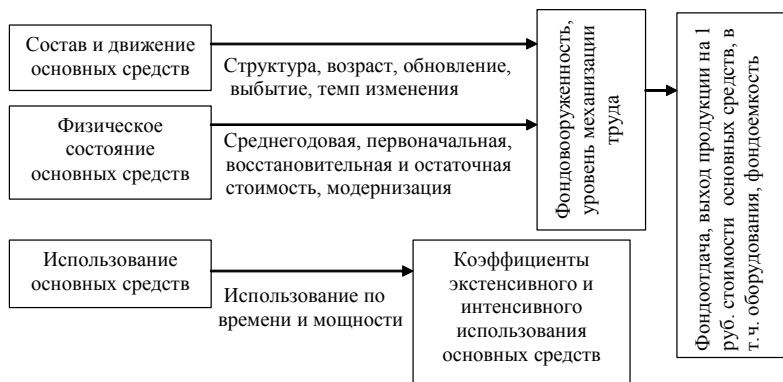 Состав и движение
основных средств
Структура, возраст, обновление,
выбытие, темп изменения
Физическое
состояние
основных средств
Среднегодовая, первоначальная,
восстановительная и остаточная
стоимость, модернизация
Использование
основных средств
Использование по
времени и мощности
Коэффициенты
экстенсивного и
интенсивного
использования
основных средств
Фондовооруженность,
уровень механизации
труда
Фондоотдача, выход продукции на 1
руб. стоимости основных средств, в
т. ч. оборудования, фондоемкость